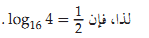 لذا، فإن log₁₆ 4 = 1/2.